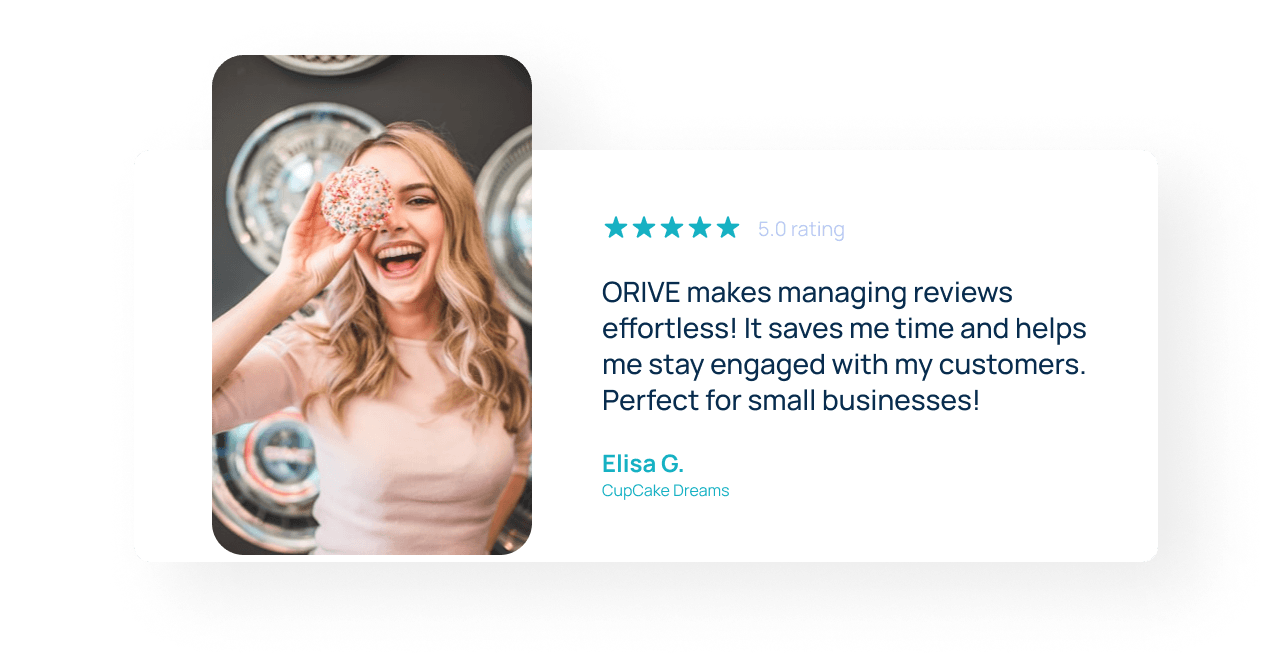 5.0 rating
ORIVE makes managing reviews
effortless! It saves me time and helps
me stay engaged with my customers.
Perfect for small businesses!
Elisa G.
CupCake Dreams